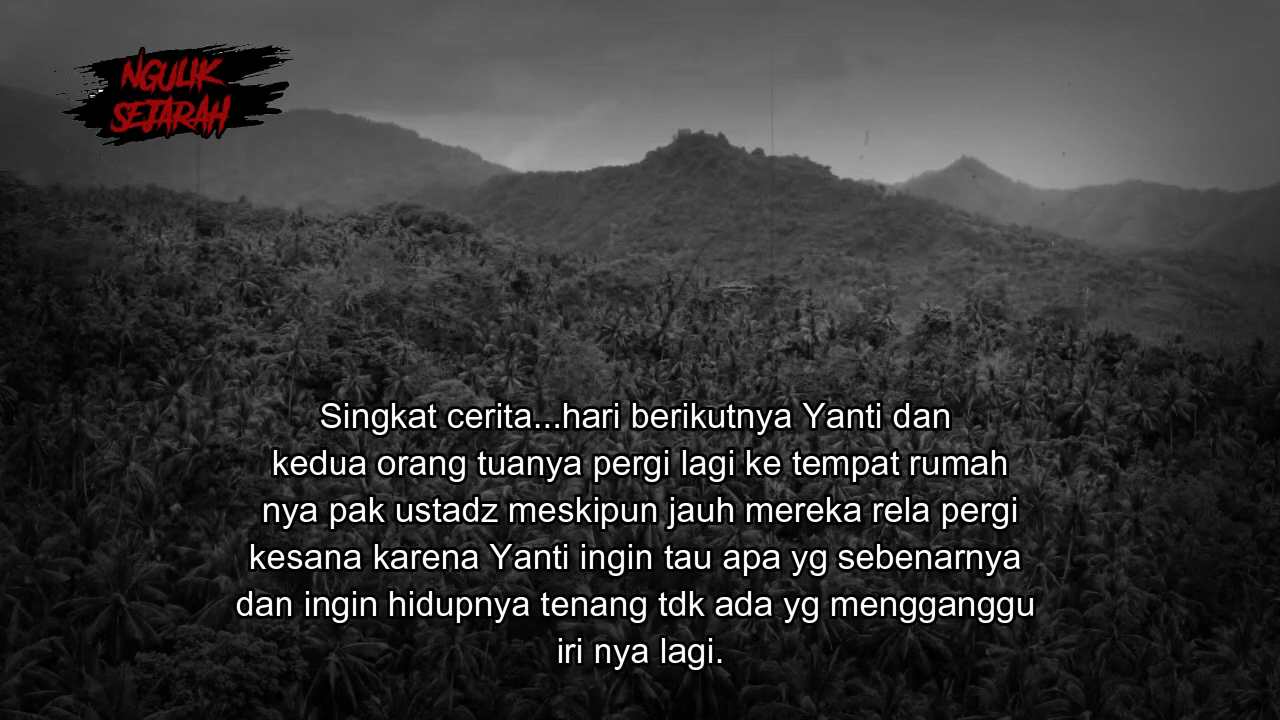 NGULIK
SEJARAH
Singkat cerita...hari berikutnya Yanti dan
kedua orang tuanya pergi lagi ke tempat rumah
nya pak ustadz meskipun jauh mereka rela pergi
kesana karena Yanti ingin tau apa yg sebenarnya
dan ingin hidupnya tenang tdk ada yg mengganggu
iri nya lagi.